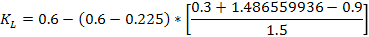 K_L = 0.6 − (0.6 − 0.225) ∗ [(0.3 + 1.486559936 − 0.9) / 1.5]